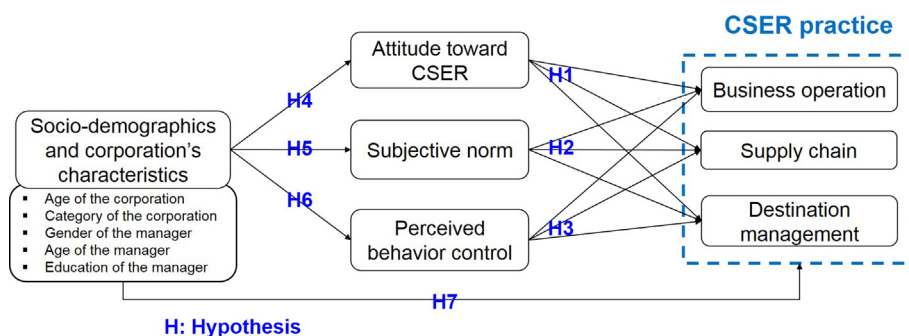 CSER practice
Attitude toward
CSER
H1
Business operation
H4
Socio-demographics
and corporation's
characteristics
H5
Subjective norm
H2
Supply chain
▪ Age of the corporation
▪ Category of the corporation
▪ Gender of the manager
▪ Age of the manager
▪ Education of the manager
H6
Perceived
behavior control
H3
Destination
management
H7
H: Hypothesis